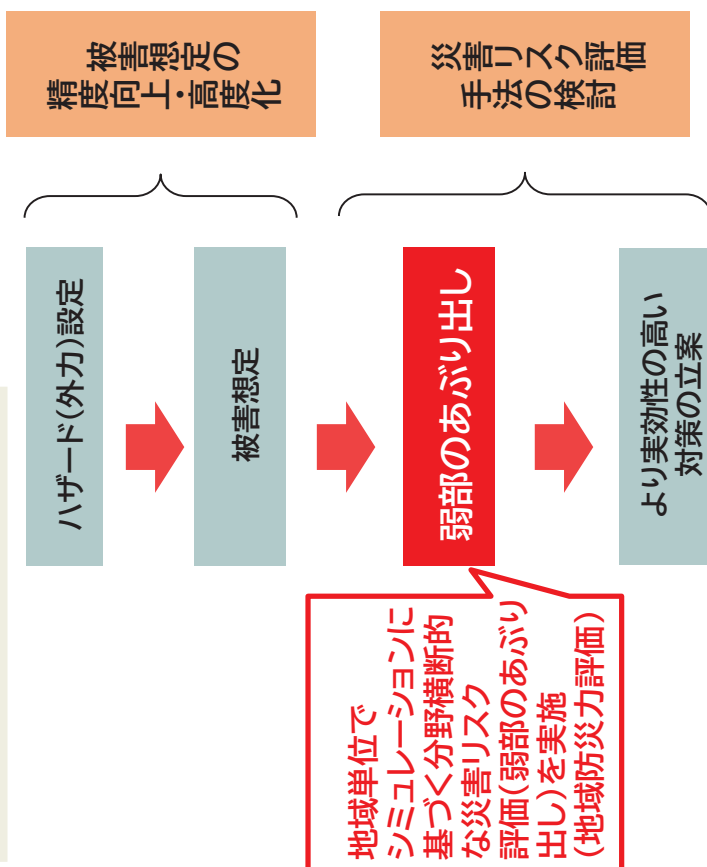 被害想定の
精度向上・高度化
災害リスク評価
手法の検討
ハザード(外力)設定
被害想定
弱部のあぶり出し
より実効性の高い
対策の立案
地域単位で
シミュレーションに
基づく分野横断的
な災害リスク
評価(弱部のあぶり
出し)を実施
(地域防災力評価)